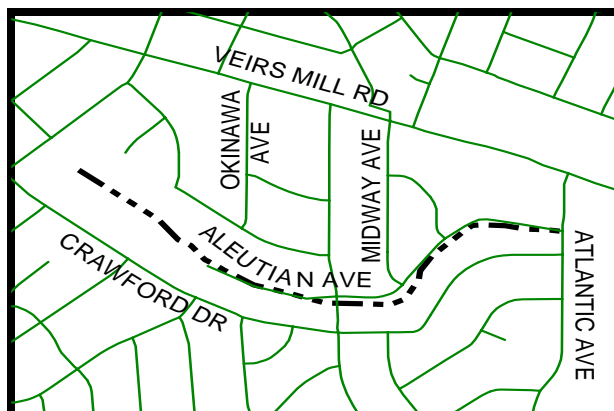 VEIRS MILL RD
OKINAWA
AVE
MIDWAY AVE
ALEUTIAN AVE
CRAWFORD DR
ATLANTIC AVE